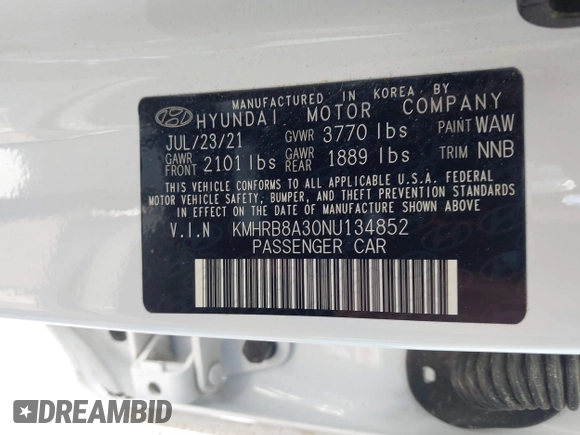 MANUFACTURED IN KOREA BY
HYUNDAI MOTOR COMPANY
JUL/23/21 GVWR 3770 lbs PAINT WAW
GAWR FRONT 2101 lbs GAWR REAR 1889 lbs TRIM NNB
THIS VEHICLE CONFORMS TO ALL APPLICABLE U.S.A. FEDERAL
MOTOR VEHICLE SAFETY, BUMPER, AND THEFT PREVENTION STANDARDS
IN EFFECT ON THE DATE OF MANUFACTURE SHOWN ABOVE
V.I.N KMHRB8A30NU134852
PASSENGER CAR
DREAMBID